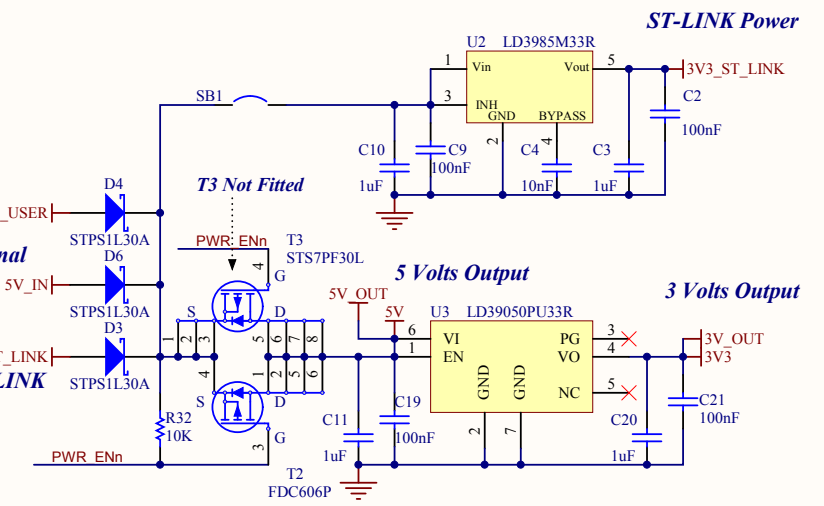 ST-LINK Power
U2 LD3985M33R
1 Vin Vout 5 3V3_ST_LINK
SB1
3 INH
GND BYPASS
2 4
C2
100nF
C10 C9 C4 C3
100nF
1uF 10nF 1uF
D4
T3 Not Fitted
_USER
STPS1L30A
PWR_ENn
T3
STS7PF30L
nal
D6
5V_IN
4 G
5 Volts Output
3 Volts Output
STPS1L30A
5V_OUT
5V
U3 LD39050PU33R
S D
D3
1 2 3 5 6 7 8
6 VI PG 3 3V_OUT
1 EN VO 4 3V3
T_LINK
LINK
STPS1L30A
4 1 2 5 6
GND GND
NC 5
S D
C11 C19 C20 C21
100nF 100nF
R32
10K
G
3
2 7
1uF 1uF
PWR_ENn
T2
FDC606P